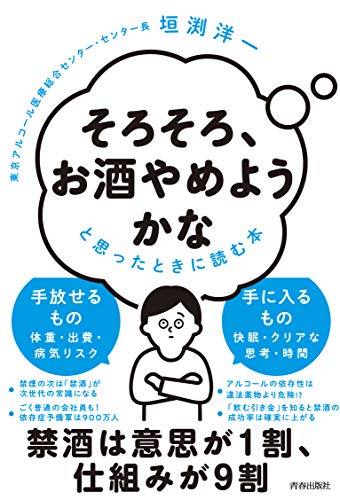 東京アルコール医療総合センター・センター長 垣渕洋一
そろそろ、
お酒やめよう
かな
と思ったときに読む本
手放せる
もの
体重・出費・
病気リスク
手に入る
もの
快眠・クリアな
思考・時間
•禁煙の次は「禁酒」が
次世代の常識になる
•ごく普通の会社員も!
依存症予備軍は900万人
•アルコールの依存性は
違法薬物より危険!?
•「飲む引き金」を知ると禁酒の
成功率は確実に上がる
禁酒は意思が1割、
仕組みが9割
青春出版社